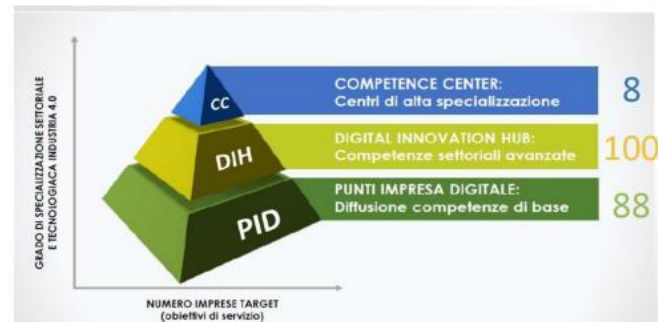 GRADO DI SPECIALIZZAZIONE SETTORIALE
E TECNOLOGIACA INDUSTRIA 4.0
CC
COMPETENCE CENTER:
Centri di alta specializzazione
8
DIH
DIGITAL INNOVATION HUB:
Competenze settoriali avanzate
100
PID
PUNTI IMPRESA DIGITALE:
Diffusione competenze di base
88
NUMERO IMPRESE TARGET
(obiettivi di servizio)